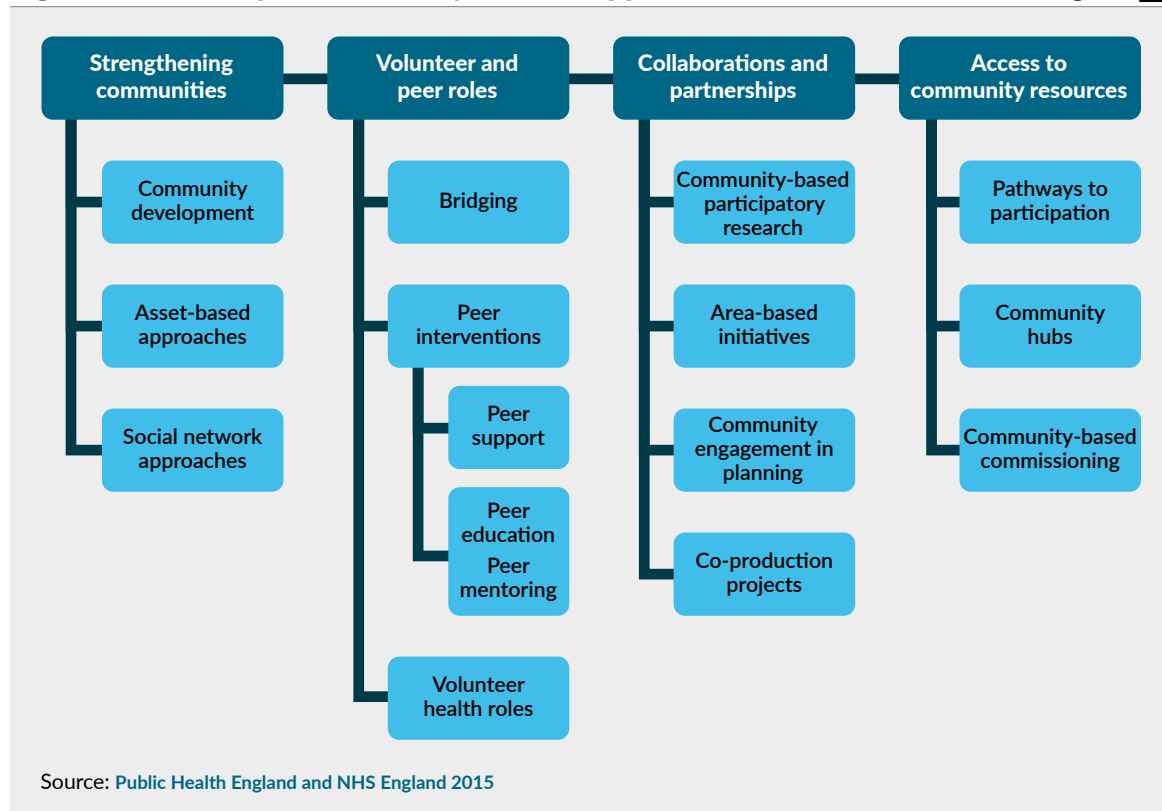 Strengthening
communities
Volunteer and
peer roles
Collaborations and
partnerships
Access to
community resources
Community
development
Asset-based
approaches
Social network
approaches
Bridging
Peer
interventions
Peer
support
Peer
education
Peer
mentoring
Volunteer
health roles
Community-based
participatory
research
Area-based
initiatives
Community
engagement in
planning
Co-production
projects
Pathways to
participation
Community
hubs
Community-based
commissioning
Source: Public Health England and NHS England 2015